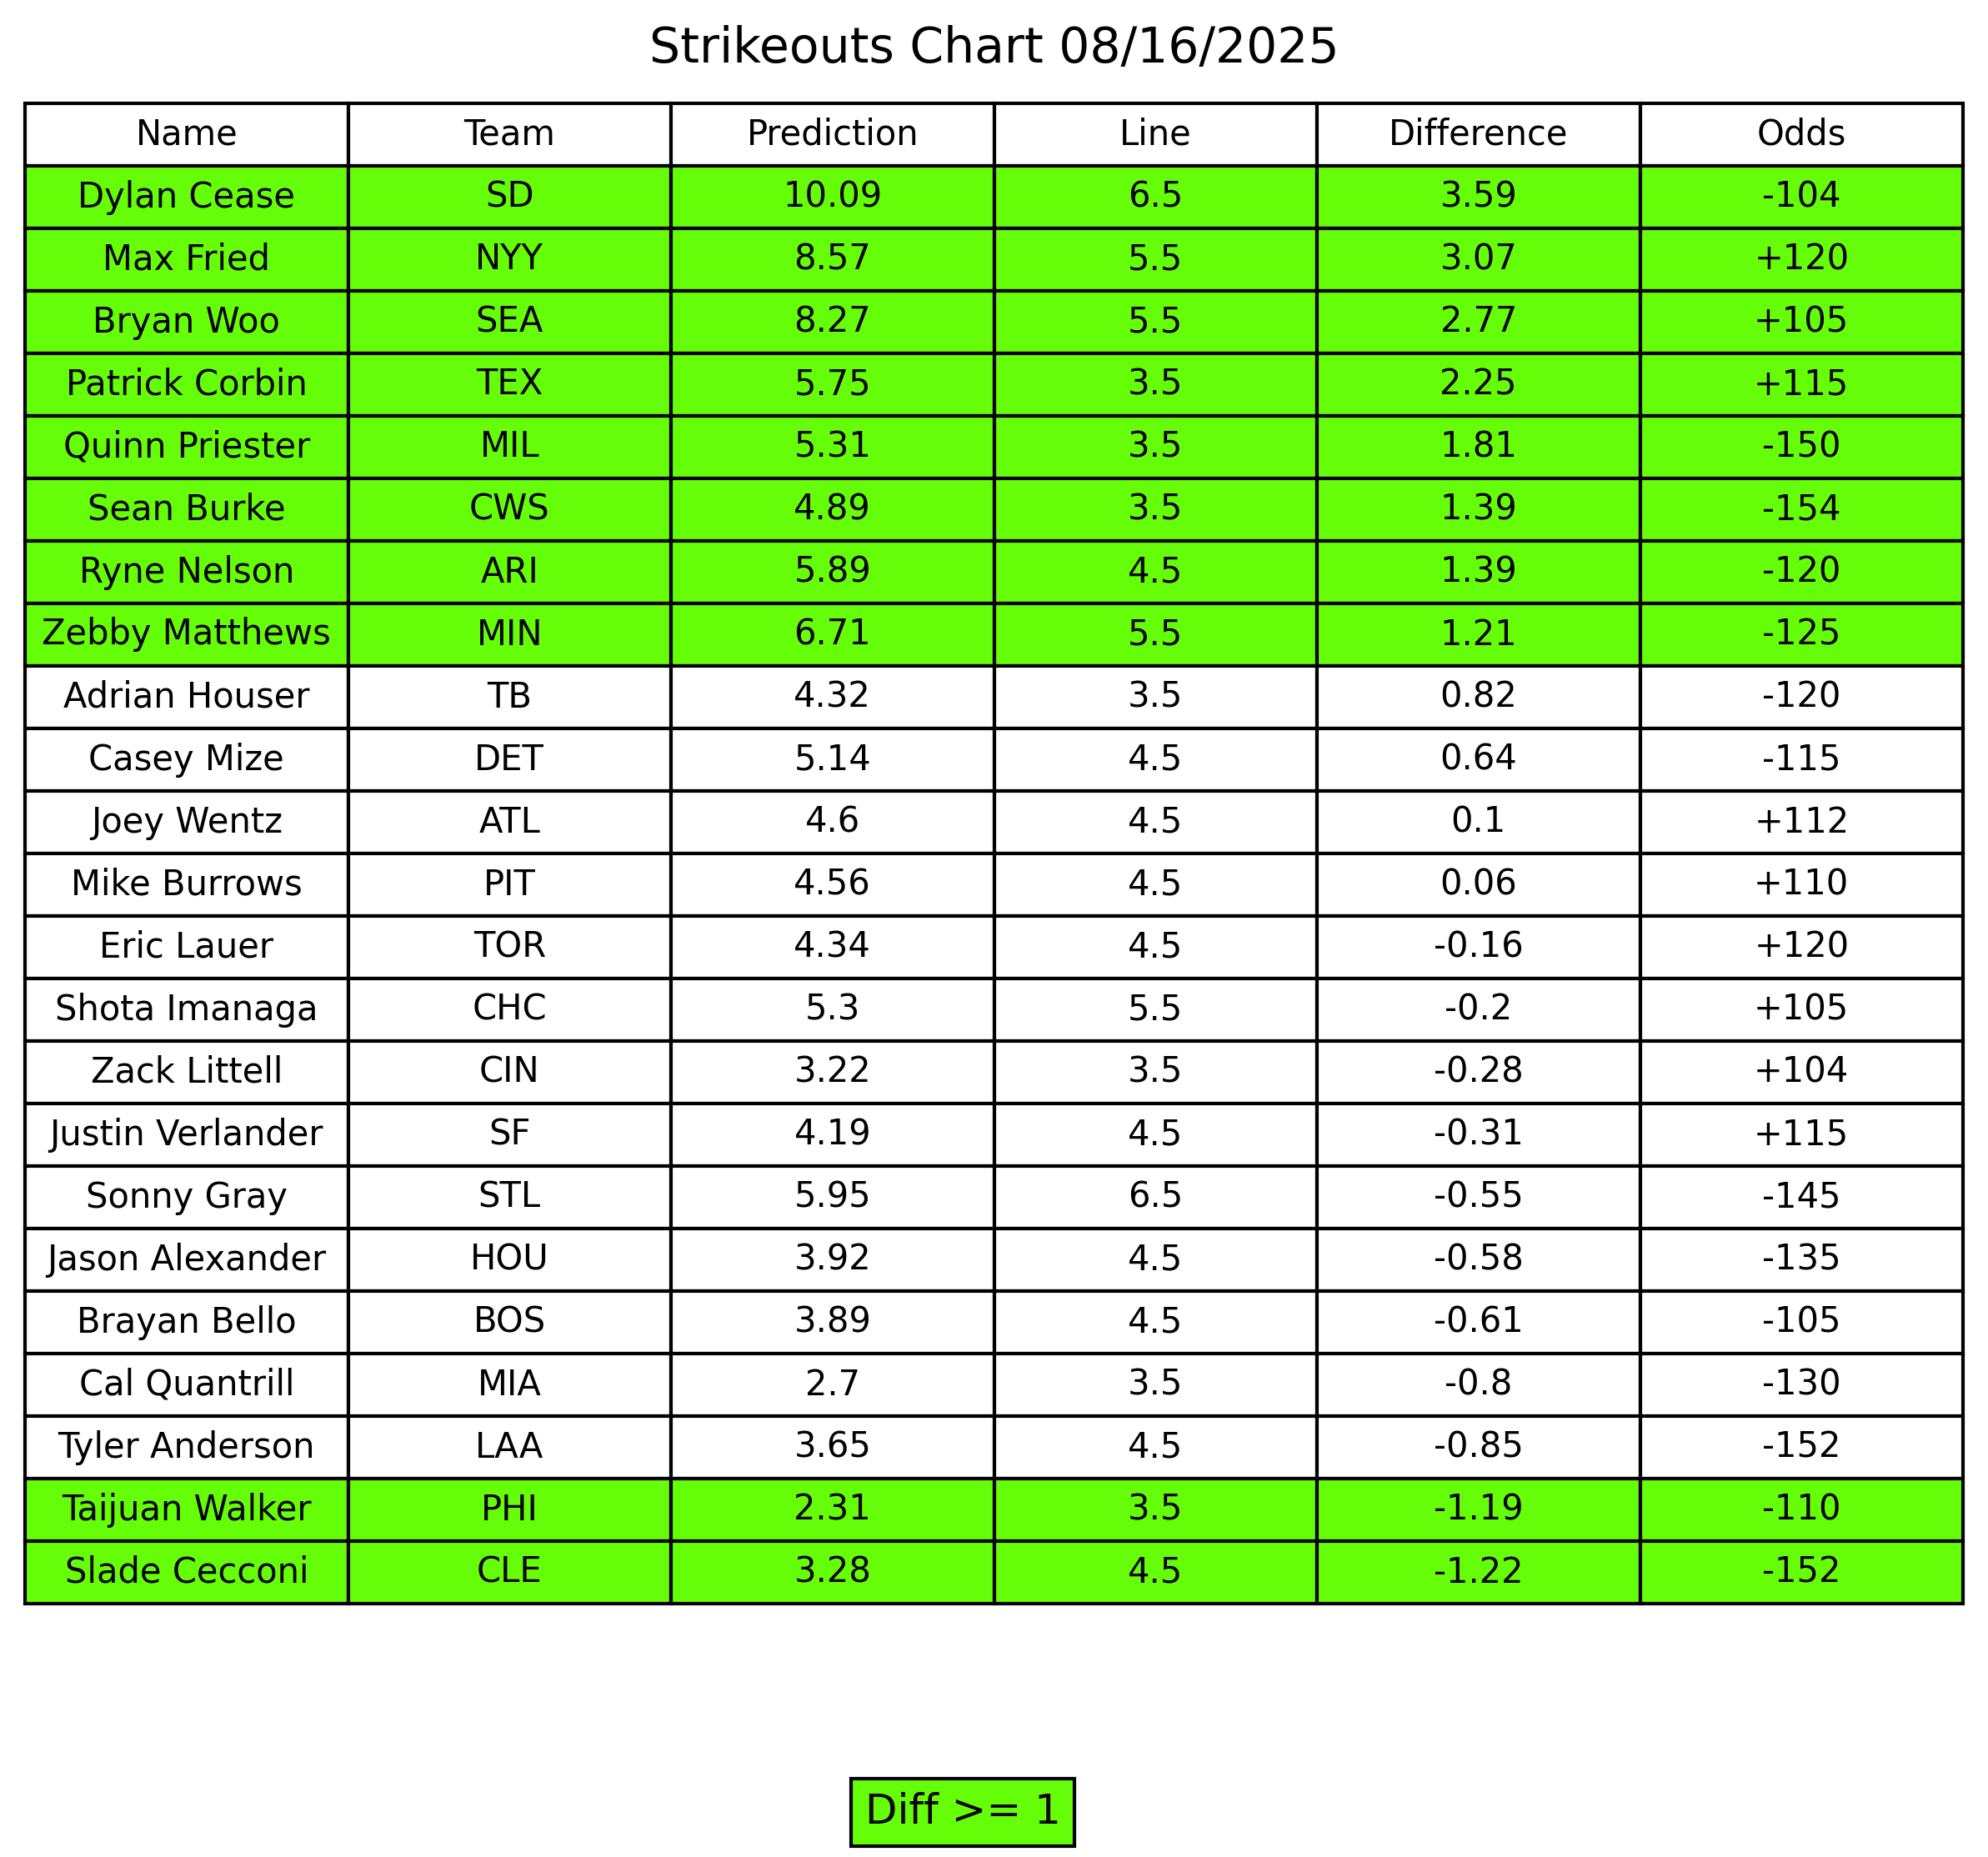 Strikeouts Chart 08/16/2025
Name Team Prediction Line Difference Odds
Dylan Cease SD 10.09 6.5 3.59 -104
Max Fried NYY 8.57 5.5 3.07 +120
Bryan Woo SEA 8.27 5.5 2.77 +105
Patrick Corbin TEX 5.75 3.5 2.25 +115
Quinn Priester MIL 5.31 3.5 1.81 -150
Sean Burke CWS 4.89 3.5 1.39 -154
Ryne Nelson ARI 5.89 4.5 1.39 -120
Zebby Matthews MIN 6.71 5.5 1.21 -125
Adrian Houser TB 4.32 3.5 0.82 -120
Casey Mize DET 5.14 4.5 0.64 -115
Joey Wentz ATL 4.6 4.5 0.1 +112
Mike Burrows PIT 4.56 4.5 0.06 +110
Eric Lauer TOR 4.34 4.5 -0.16 +120
Shota Imanaga CHC 5.3 5.5 -0.2 +105
Zack Littell CIN 3.22 3.5 -0.28 +104
Justin Verlander SF 4.19 4.5 -0.31 +115
Sonny Gray STL 5.95 6.5 -0.55 -145
Jason Alexander HOU 3.92 4.5 -0.58 -135
Brayan Bello BOS 3.89 4.5 -0.61 -105
Cal Quantrill MIA 2.7 3.5 -0.8 -130
Tyler Anderson LAA 3.65 4.5 -0.85 -152
Taijuan Walker PHI 2.31 3.5 -1.19 -110
Slade Cecconi CLE 3.28 4.5 -1.22 -152
Diff >= 1